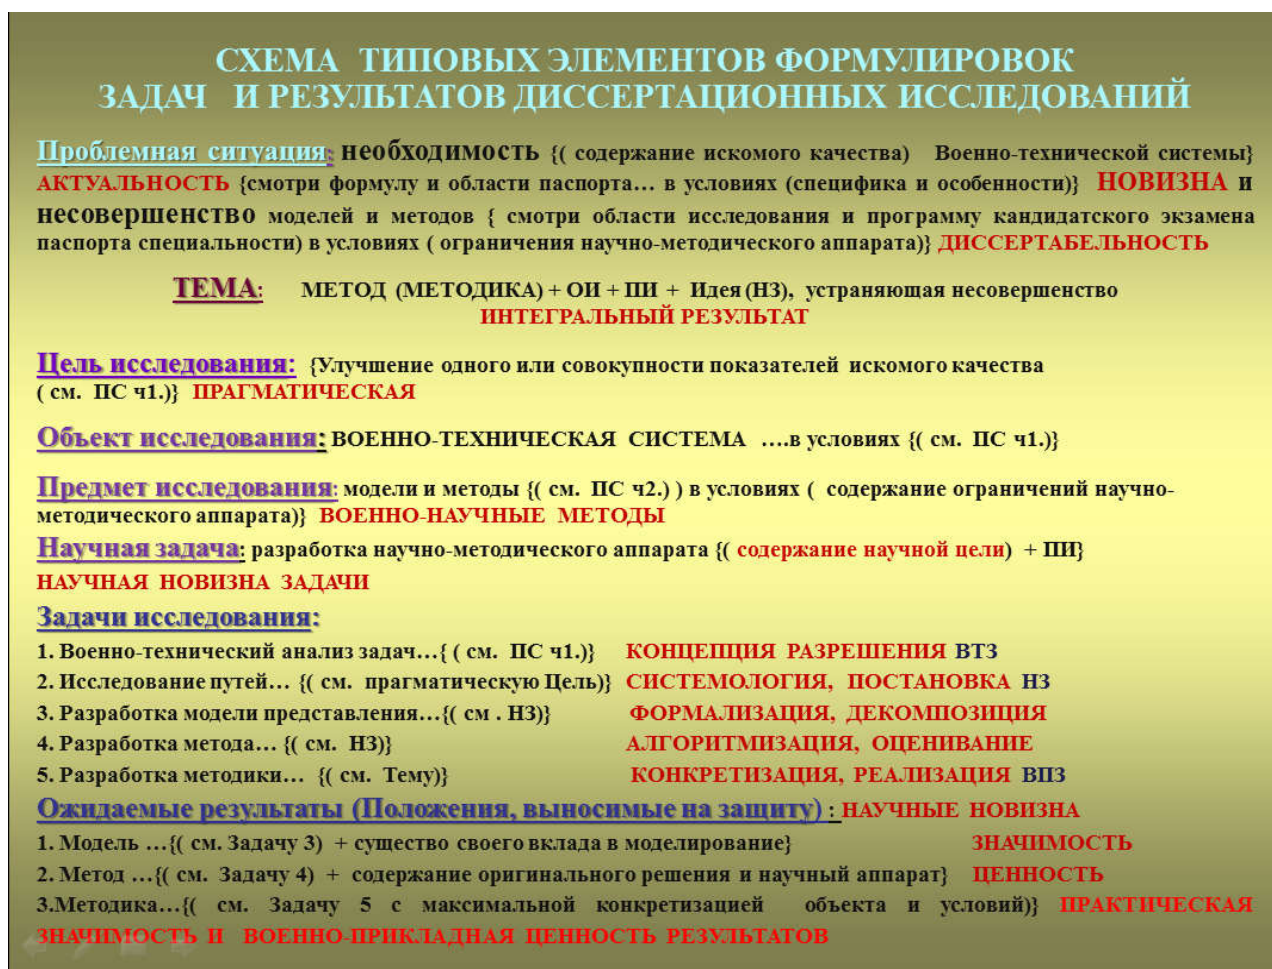 СХЕМА ТИПОВЫХ ЭЛЕМЕНТОВ ФОРМУЛИРОВОК
ЗАДАЧ И РЕЗУЛЬТАТОВ ДИССЕРТАЦИОННЫХ ИССЛЕДОВАНИЙ
Проблемная ситуация: необходимость {( содержание искомого качества) Военно-технической системы}
АКТУАЛЬНОСТЬ {смотри формулу и области паспорта… в условиях (специфика и особенности)} НОВИЗНА и
несовершенство моделей и методов { смотри области исследования и программу кандидатского экзамена
паспорта специальности) в условиях ( ограничения научно-методического аппарата)} ДИССЕРТАБЕЛЬНОСТЬ
ТЕМА: МЕТОД (МЕТОДИКА) + ОИ + ПИ + Идея (НЗ), устраняющая несовершенство
ИНТЕГРАЛЬНЫЙ РЕЗУЛЬТАТ
Цель исследования: {Улучшение одного или совокупности показателей искомого качества
( см. ПС ч1.)} ПРАГМАТИЧЕСКАЯ
Объект исследования: ВОЕННО-ТЕХНИЧЕСКАЯ СИСТЕМА ….в условиях {( см. ПС ч1.)}
Предмет исследования: модели и методы {( см. ПС ч2.) ) в условиях ( содержание ограничений научно-
методического аппарата)} ВОЕННО-НАУЧНЫЕ МЕТОДЫ
Научная задача: разработка научно-методического аппарата {( содержание научной цели) + ПИ}
НАУЧНАЯ НОВИЗНА ЗАДАЧИ
Задачи исследования:
1. Военно-технический анализ задач…{ ( см. ПС ч1.)} КОНЦЕПЦИЯ РАЗРЕШЕНИЯ ВТЗ
2. Исследование путей… {( см. прагматическую Цель)} СИСТЕМОЛОГИЯ, ПОСТАНОВКА НЗ
3. Разработка модели представления…{( см . НЗ)} ФОРМАЛИЗАЦИЯ, ДЕКОМПОЗИЦИЯ
4. Разработка метода… {( см. НЗ)} АЛГОРИТМИЗАЦИЯ, ОЦЕНИВАНИЕ
5. Разработка методики… {( см. Тему)} КОНКРЕТИЗАЦИЯ, РЕАЛИЗАЦИЯ ВПЗ
Ожидаемые результаты (Положения, выносимые на защиту) : НАУЧНЫЕ НОВИЗНА
1. Модель …{( см. Задачу 3) + существо своего вклада в моделирование} ЗНАЧИМОСТЬ
2. Метод …{( см. Задачу 4) + содержание оригинального решения и научный аппарат} ЦЕННОСТЬ
3.Методика…{( см. Задачу 5 с максимальной конкретизацией объекта и условий)} ПРАКТИЧЕСКАЯ
ЗНАЧИМОСТЬ И ВОЕННО-ПРИКЛАДНАЯ ЦЕННОСТЬ РЕЗУЛЬТАТОВ